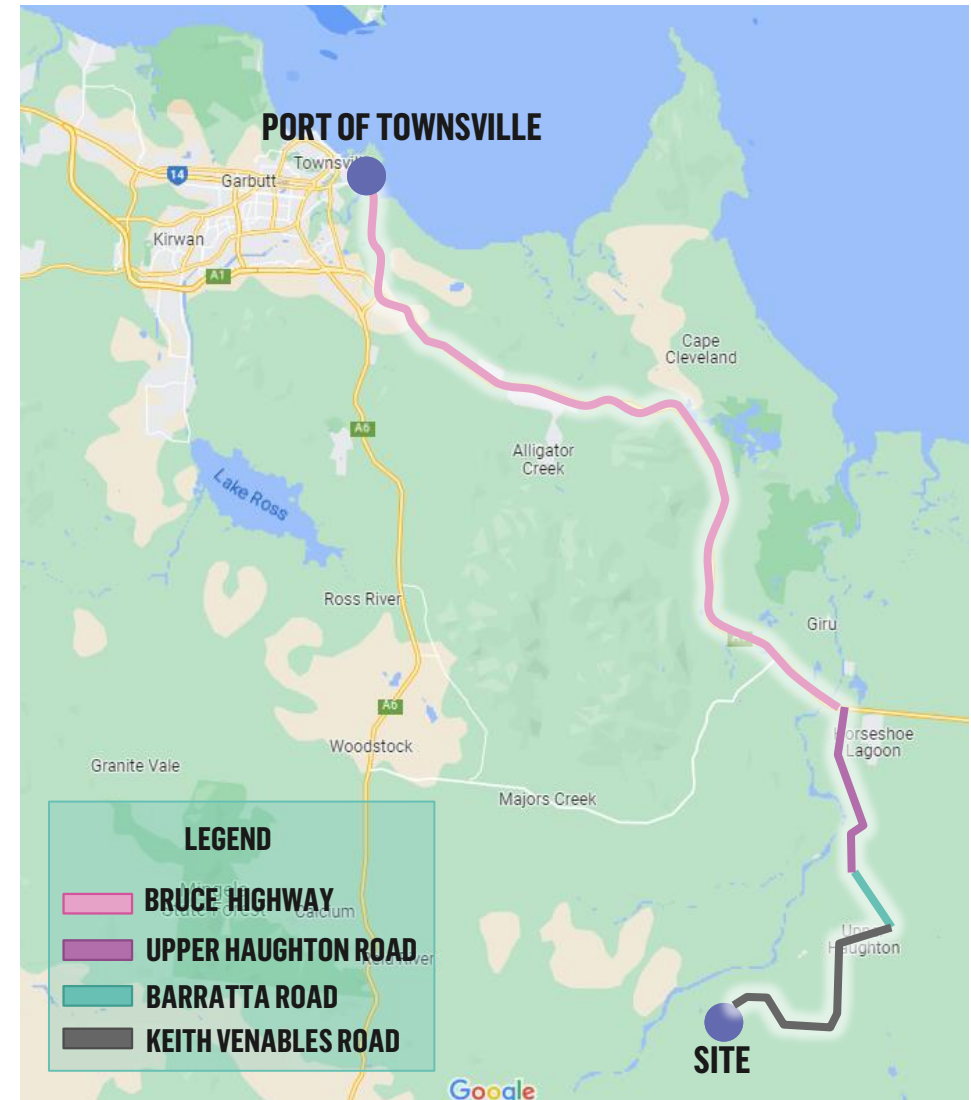 PORT OF TOWNSVILLE
Townsvil
14
Garbutt
Kirwan
A1
Cape
Cleveland
A6
Alligator
Creek
Lake Ross
Ross River
Giru
A6
Horseshoe
Lagoon
Woodstock
Granite Vale
Majors Creek
LEGEND
BRUCE HIGHWAY
Calcium
UPPER HAUGHTON ROAD
Upper
Haughton
BARRATTA ROAD
KEITH VENABLES ROAD
SITE
Google